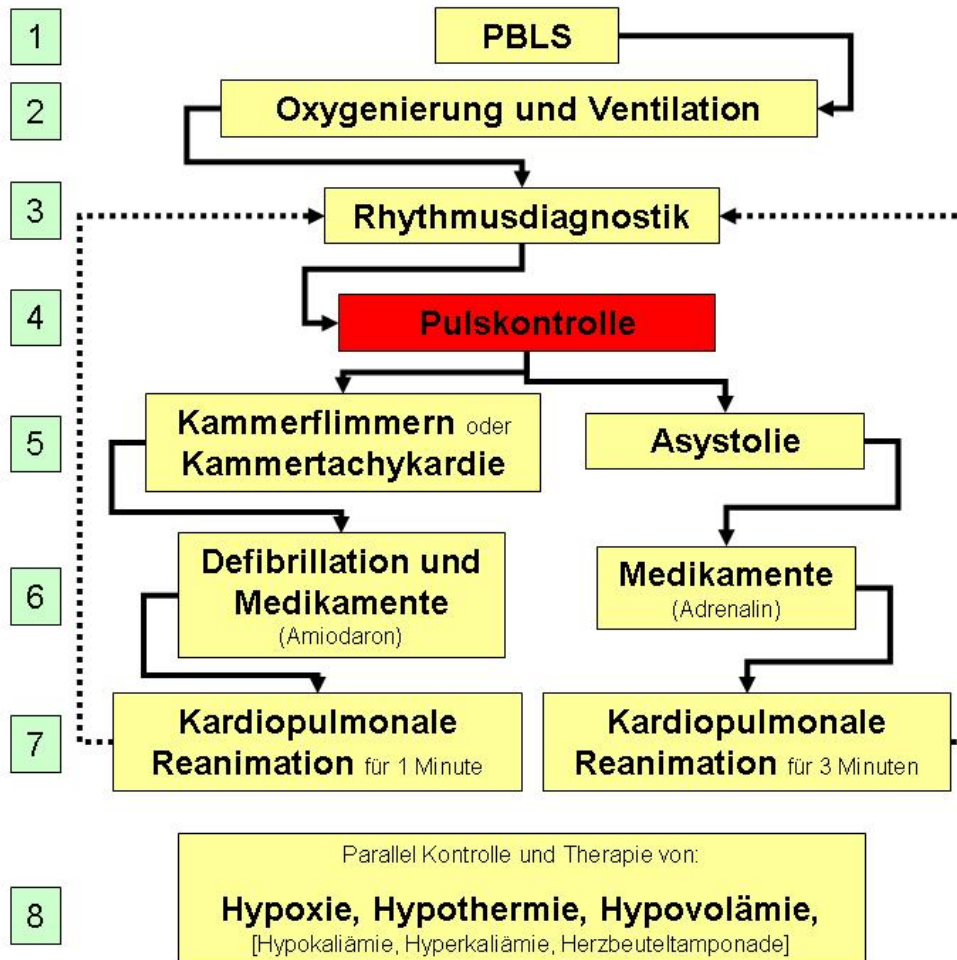 1
PBLS
2
Oxygenierung und Ventilation
3
Rhythmusdiagnostik
4
Pulskontrolle
5
Kammerflimmern oder
Kammertachykardie
Asystolie
6
Defibrillation und
Medikamente
(Amiodaron)
Medikamente
(Adrenalin)
7
Kardiopulmonale
Reanimation für 1 Minute
Kardiopulmonale
Reanimation für 3 Minuten
8
Parallel Kontrolle und Therapie von:
Hypoxie, Hypothermie, Hypovolämie,
[Hypokaliämie, Hyperkaliämie, Herzbeuteltamponade]